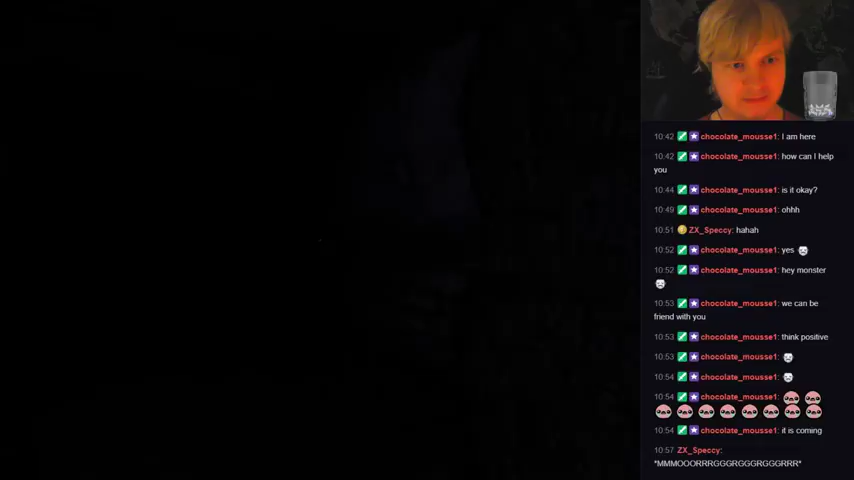 10:42 chocolate_mousse1: I am here
10:42 chocolate_mousse1: how can I help
you
10:44 chocolate_mousse1: is it okay?
10:49 chocolate_mousse1: ohhh
10:51 ZX_Speccy: hahah
10:52 chocolate_mousse1: yes
10:52 chocolate_mousse1: hey monster
10:53 chocolate_mousse1: we can be
friend with you
10:53 chocolate_mousse1: think positive
10:53 chocolate_mousse1:
10:54 chocolate_mousse1:
10:54 chocolate_mousse1:
10:54 chocolate_mousse1: it is coming
10:57 ZX_Speccy:
*MMMOOORRRGGGRGGGRGGGRRR*